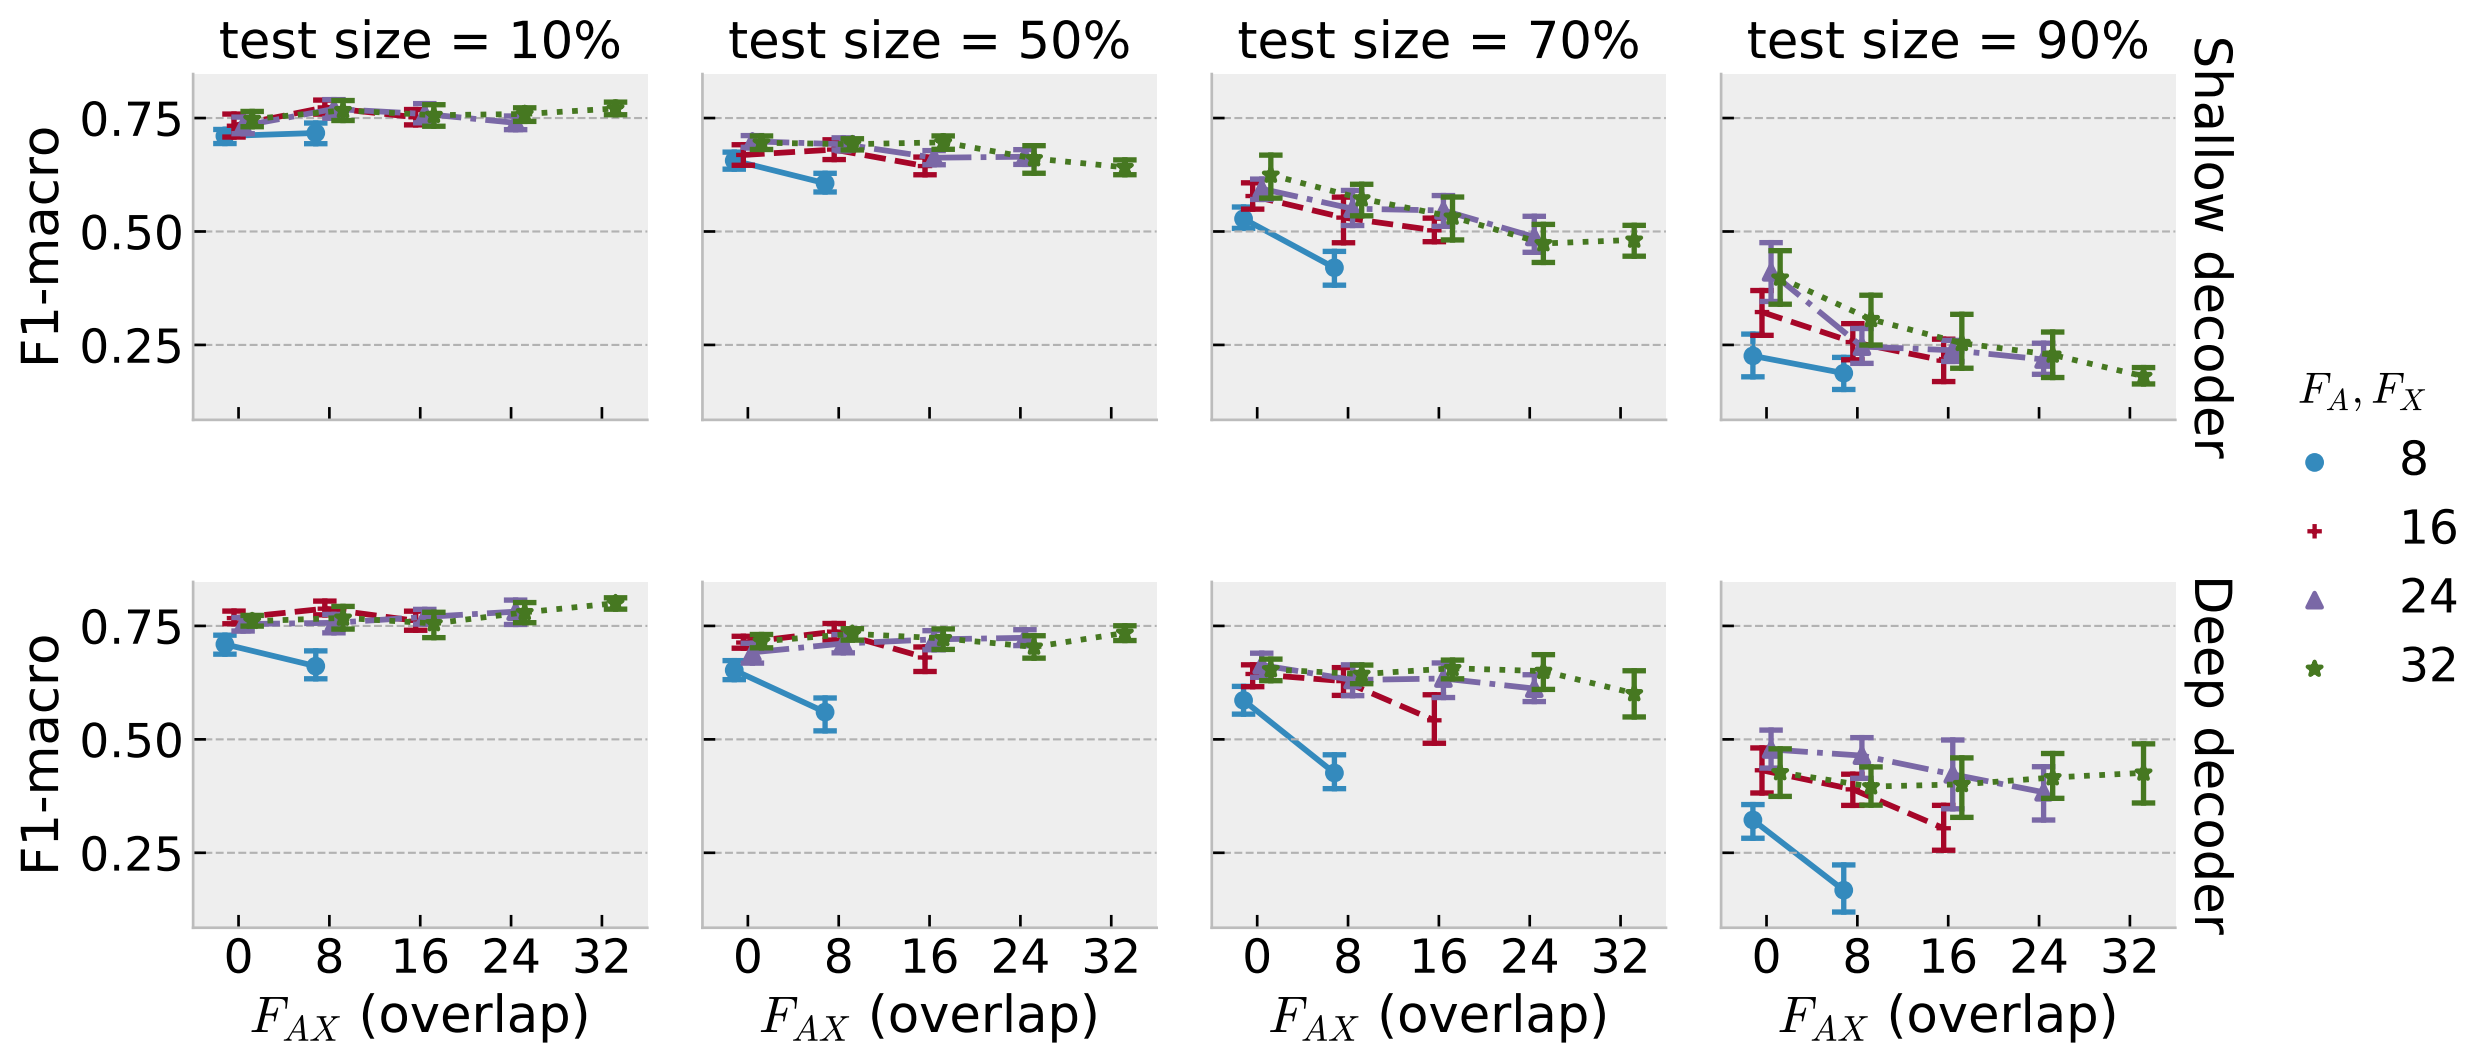 test size = 10% test size = 50% test size = 70% test size = 90%
Shallow decoder
F1-macro
0.75
0.50
0.25
F_A, F_X
8
16
24
32
Deep decoder
F1-macro
0.75
0.50
0.25
0 8 16 24 32 0 8 16 24 32 0 8 16 24 32 0 8 16 24 32
F_AX (overlap) F_AX (overlap) F_AX (overlap) F_AX (overlap)